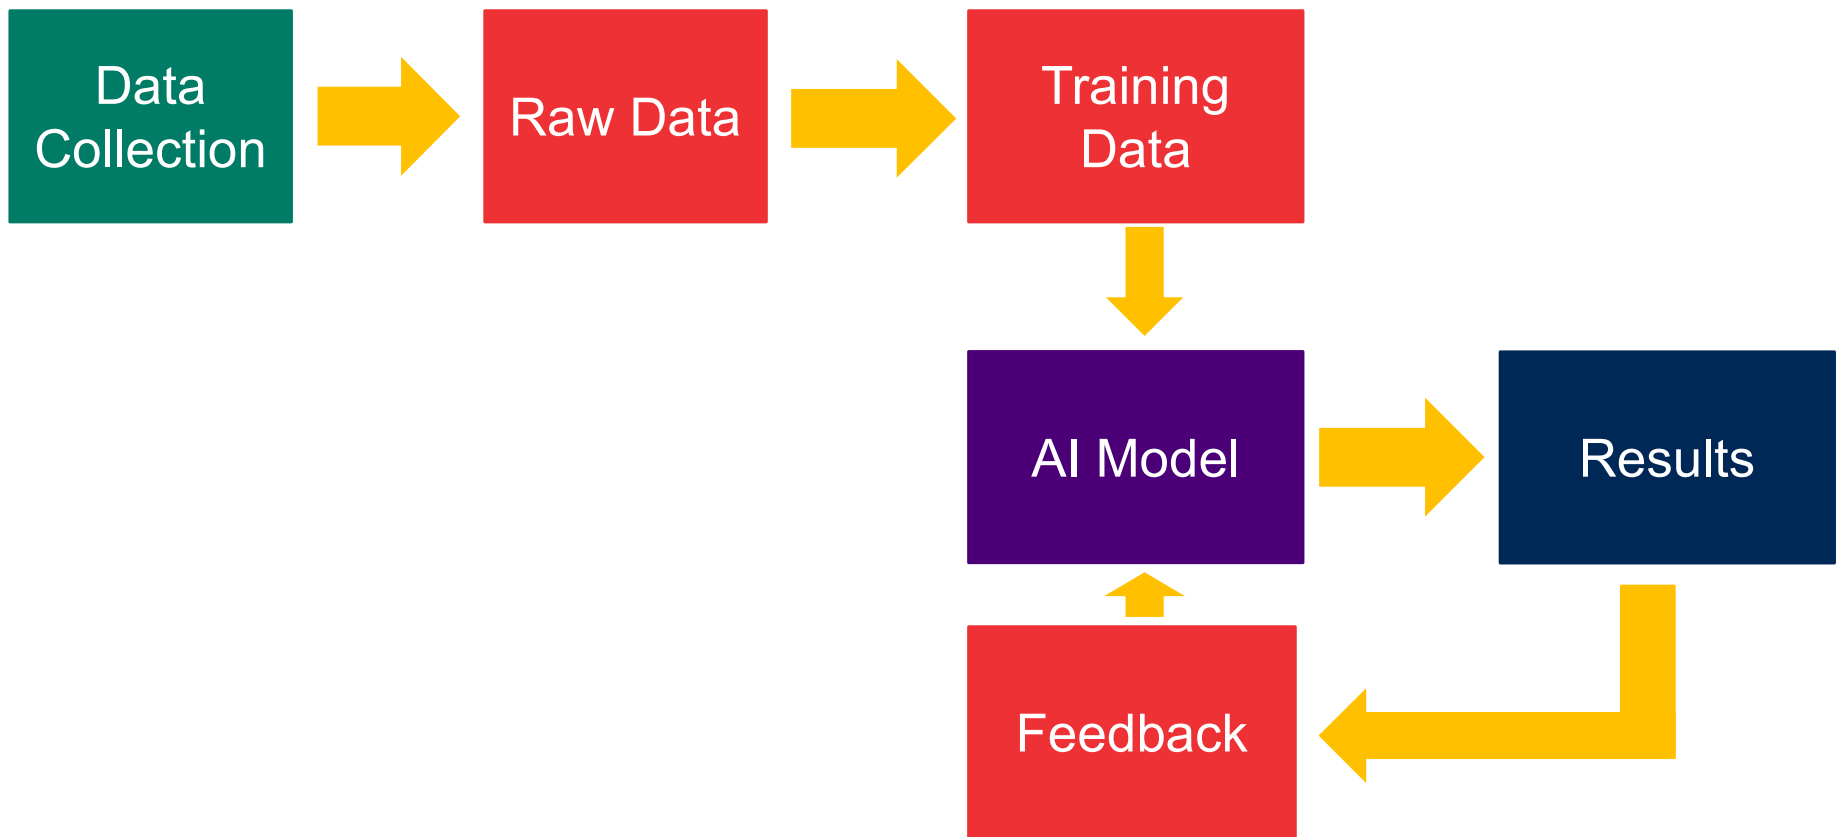 Data
Collection
Raw Data
Training
Data
AI Model
Results
Feedback